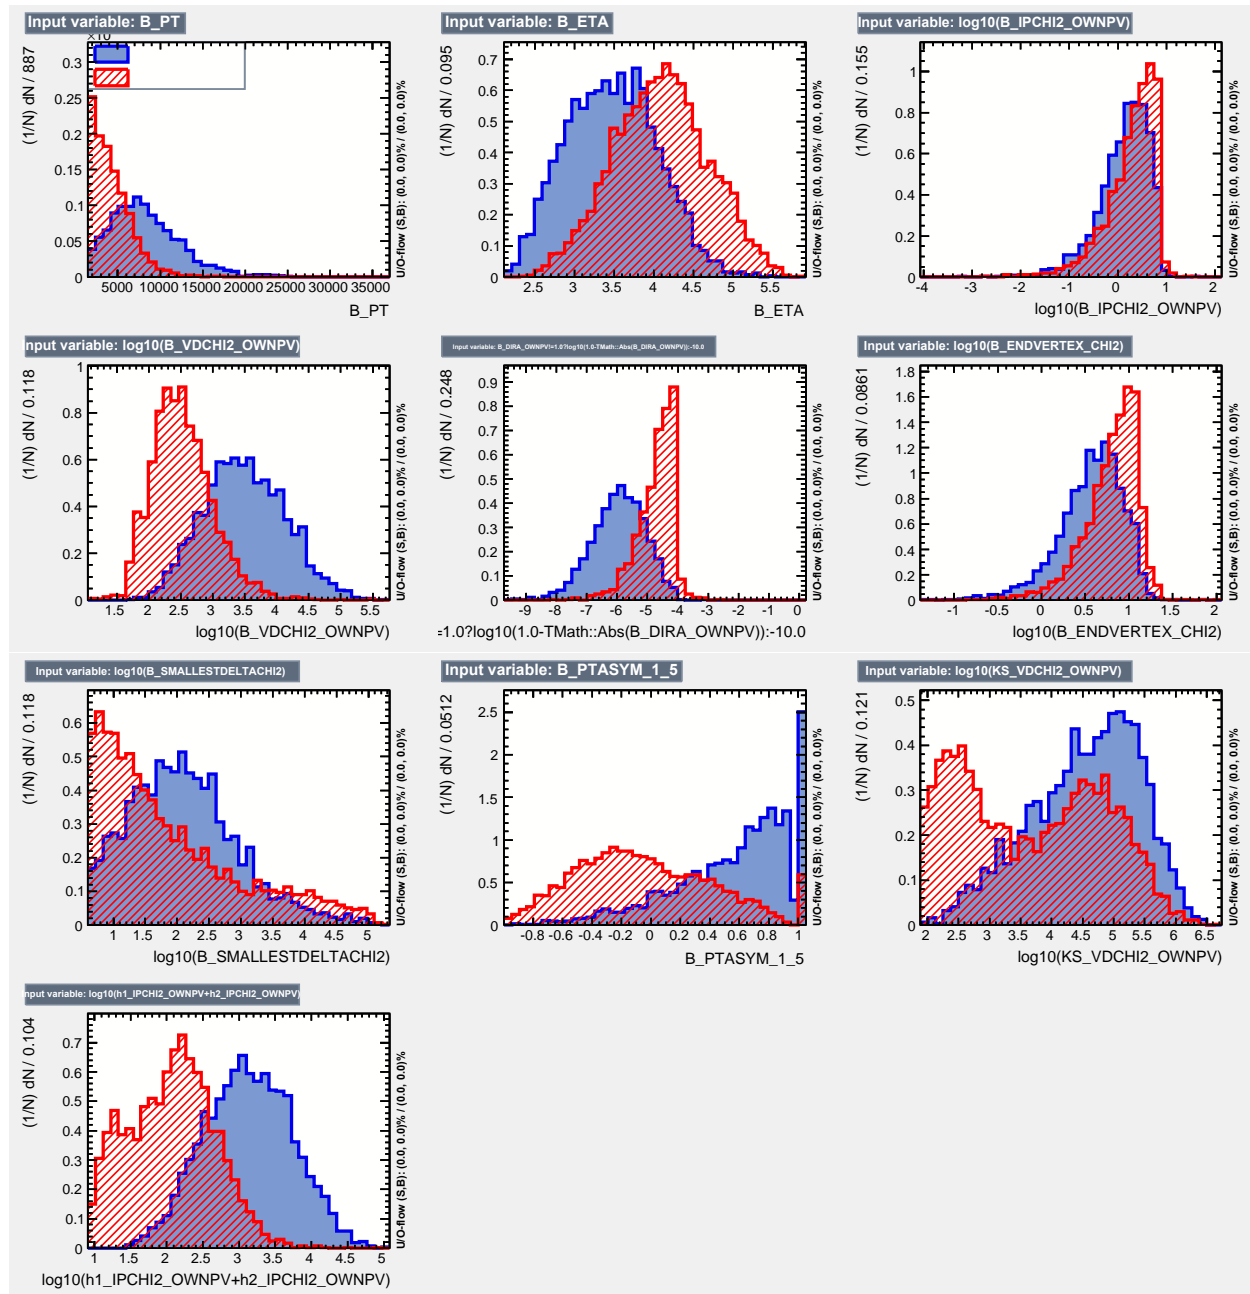 Input variable: B_PT
×10
(1/N) dN / 887
0.3
0.25
0.2
0.15
0.1
0.05
0
5000 10000 15000 20000 25000 30000 35000
B_PT
U/O-flow (S,B): (0.0, 0.0)% / (0.0, 0.0)%
Input variable: B_ETA
(1/N) dN / 0.095
0.7
0.6
0.5
0.4
0.3
0.2
0.1
0
2.5 3 3.5 4 4.5 5 5.5
B_ETA
U/O-flow (S,B): (0.0, 0.0)% / (0.0, 0.0)%
Input variable: log10(B_IPCHI2_OWNPV)
(1/N) dN / 0.155
1
0.8
0.6
0.4
0.2
0
-4 -3 -2 -1 0 1 2
log10(B_IPCHI2_OWNPV)
U/O-flow (S,B): (0.0, 0.0)% / (0.0, 0.0)%
Input variable: log10(B_VDCHI2_OWNPV)
(1/N) dN / 0.118
1
0.8
0.6
0.4
0.2
0
1.5 2 2.5 3 3.5 4 4.5 5 5.5
log10(B_VDCHI2_OWNPV)
U/O-flow (S,B): (0.0, 0.0)% / (0.0, 0.0)%
Input variable: B_DIRA_OWNPV!=1.0?log10(1.0-TMath::Abs(B_DIRA_OWNPV)):-10.0
(1/N) dN / 0.248
0.9
0.8
0.7
0.6
0.5
0.4
0.3
0.2
0.1
0
-9 -8 -7 -6 -5 -4 -3 -2 -1 0
=1.0?log10(1.0-TMath::Abs(B_DIRA_OWNPV)):-10.0
U/O-flow (S,B): (0.0, 0.0)% / (0.0, 0.0)%
Input variable: log10(B_ENDVERTEX_CHI2)
(1/N) dN / 0.0861
1.8
1.6
1.4
1.2
1
0.8
0.6
0.4
0.2
0
-1 -0.5 0 0.5 1 1.5 2
log10(B_ENDVERTEX_CHI2)
U/O-flow (S,B): (0.0, 0.0)% / (0.0, 0.0)%
Input variable: log10(B_SMALLESTDELTACHI2)
(1/N) dN / 0.118
0.6
0.5
0.4
0.3
0.2
0.1
0
1 1.5 2 2.5 3 3.5 4 4.5 5
log10(B_SMALLESTDELTACHI2)
U/O-flow (S,B): (0.0, 0.0)% / (0.0, 0.0)%
Input variable: B_PTASYM_1_5
(1/N) dN / 0.0512
2.5
2
1.5
1
0.5
0
-0.8 -0.6 -0.4 -0.2 0 0.2 0.4 0.6 0.8 1
B_PTASYM_1_5
U/O-flow (S,B): (0.0, 0.0)% / (0.0, 0.0)%
Input variable: log10(KS_VDCHI2_OWNPV)
(1/N) dN / 0.121
0.5
0.4
0.3
0.2
0.1
0
2 2.5 3 3.5 4 4.5 5 5.5 6 6.5
log10(KS_VDCHI2_OWNPV)
U/O-flow (S,B): (0.0, 0.0)% / (0.0, 0.0)%
nput variable: log10(h1_IPCHI2_OWNPV+h2_IPCHI2_OWNPV)
(1/N) dN / 0.104
0.7
0.6
0.5
0.4
0.3
0.2
0.1
0
1 1.5 2 2.5 3 3.5 4 4.5 5
log10(h1_IPCHI2_OWNPV+h2_IPCHI2_OWNPV)
U/O-flow (S,B): (0.0, 0.0)% / (0.0, 0.0)%